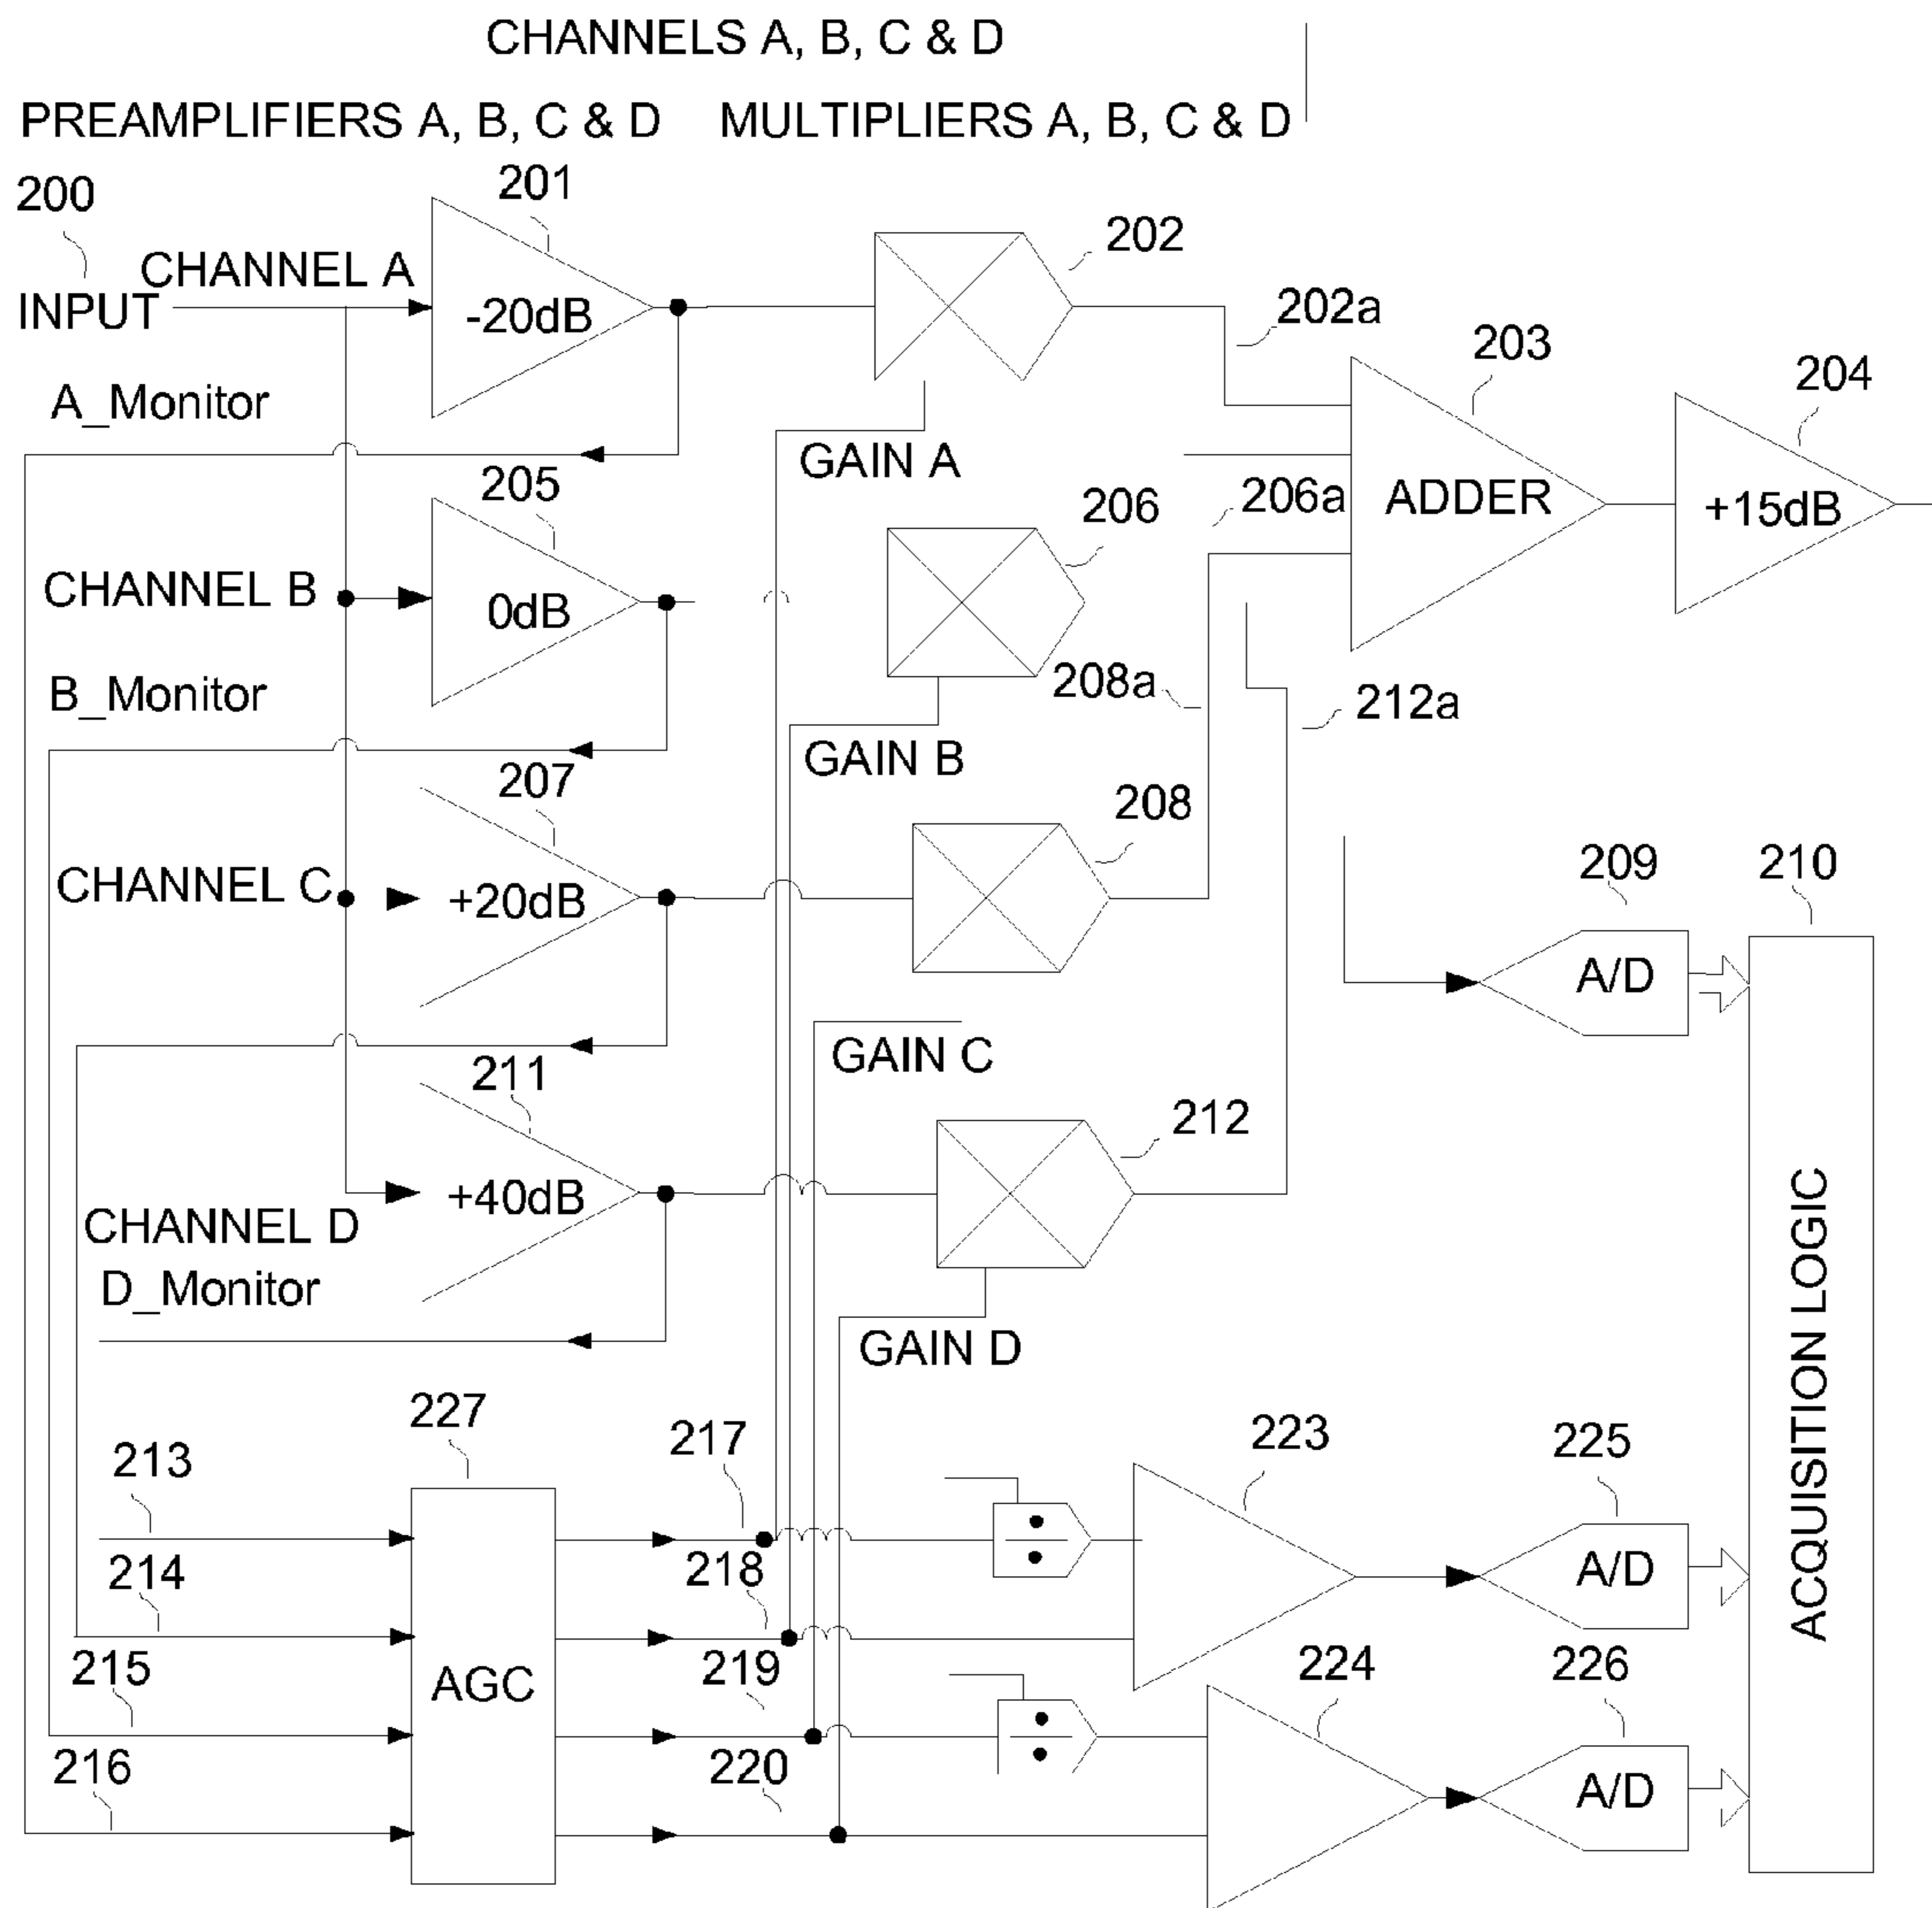 CHANNELS A, B, C & D
PREAMPLIFIERS A, B, C & D
MULTIPLIERS A, B, C & D
200
201
202
CHANNEL A
INPUT
-20dB
202a
203
204
A_Monitor
GAIN A
205
206
206a
ADDER
+15dB
CHANNEL B
0dB
B_Monitor
208a
212a
GAIN B
207
208
209
210
CHANNEL C
+20dB
A/D
GAIN C
211
212
+40dB
CHANNEL D
D_Monitor
GAIN D
ACQUISITION LOGIC
227
217
223
225
213
214
218
A/D
215
AGC
219
224
226
216
220
A/D